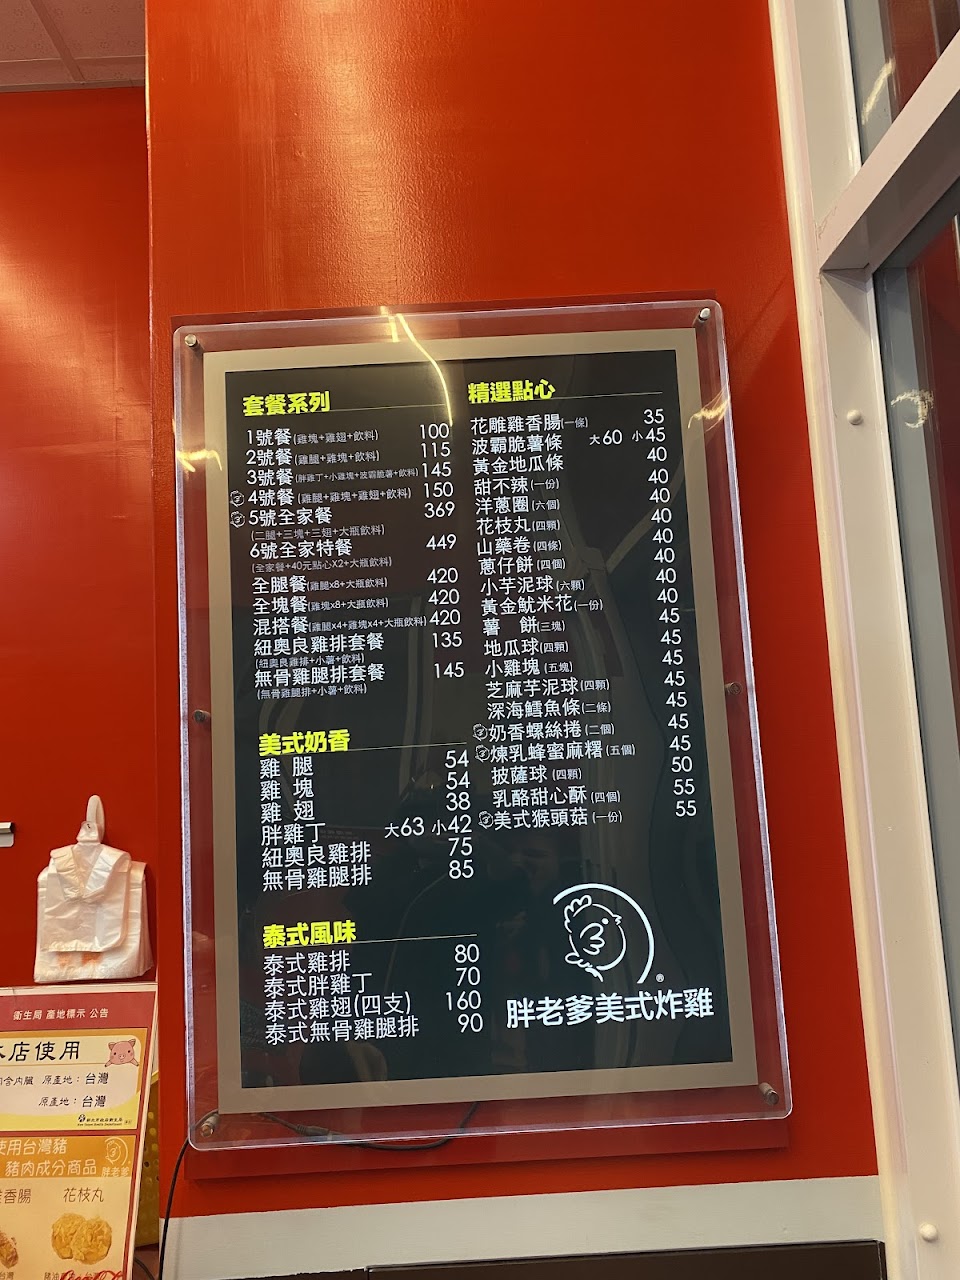 套餐系列
1號餐(雞塊+雞翅+飲料) 100
2號餐(雞腿+雞塊+飲料) 115
3號餐(胖雞丁+小雞塊+波霸脆薯+飲料) 145
4號餐(雞腿+雞塊+雞翅+飲料) 150
5號全家餐 369
(二腿+三塊+三翅+大瓶飲料)
6號全家特餐 449
(全家餐+40元點心X2+大瓶飲料)
全腿餐(雞腿x8+大瓶飲料) 420
全塊餐(雞塊x8+大瓶飲料) 420
混搭餐(雞腿x4+雞塊x4+大瓶飲料) 420
紐奧良雞排套餐 135
(紐奧良雞排+小薯+飲料)
無骨雞腿排套餐 145
(無骨雞腿排+小薯+飲料)
美式奶香
雞 腿 54
雞 塊 54
雞 翅 38
胖雞丁 大63 小42
紐奧良雞排 75
無骨雞腿排 85
泰式風味
泰式雞排 80
泰式胖雞丁 70
泰式雞翅(四支) 160
泰式無骨雞腿排 90
精選點心
花雕雞香腸(一條) 35
波霸脆薯條 大60 小45
黃金地瓜條 40
甜不辣(一份) 40
洋蔥圈(六個) 40
花枝丸(四顆) 40
山藥卷(四條) 40
蔥仔餅(四個) 40
小芋泥球(六顆) 40
黃金魷米花(一份) 40
薯 餅(三塊) 45
地瓜球(四顆) 45
小雞塊(五塊) 45
芝麻芋泥球(四顆) 45
深海鱈魚條(二條) 45
奶香螺絲捲(二個) 45
煉乳蜂蜜麻糬(五個) 45
披薩球(四顆) 50
乳酪甜心酥(四個) 55
美式猴頭菇(一份) 55
胖老爹美式炸雞
衛生局 產地標示 公告
店使用
含內臟 原產地：台灣
原產地：台灣
使用台灣豬
豬肉成分商品
胖老爹
香腸 花枝丸